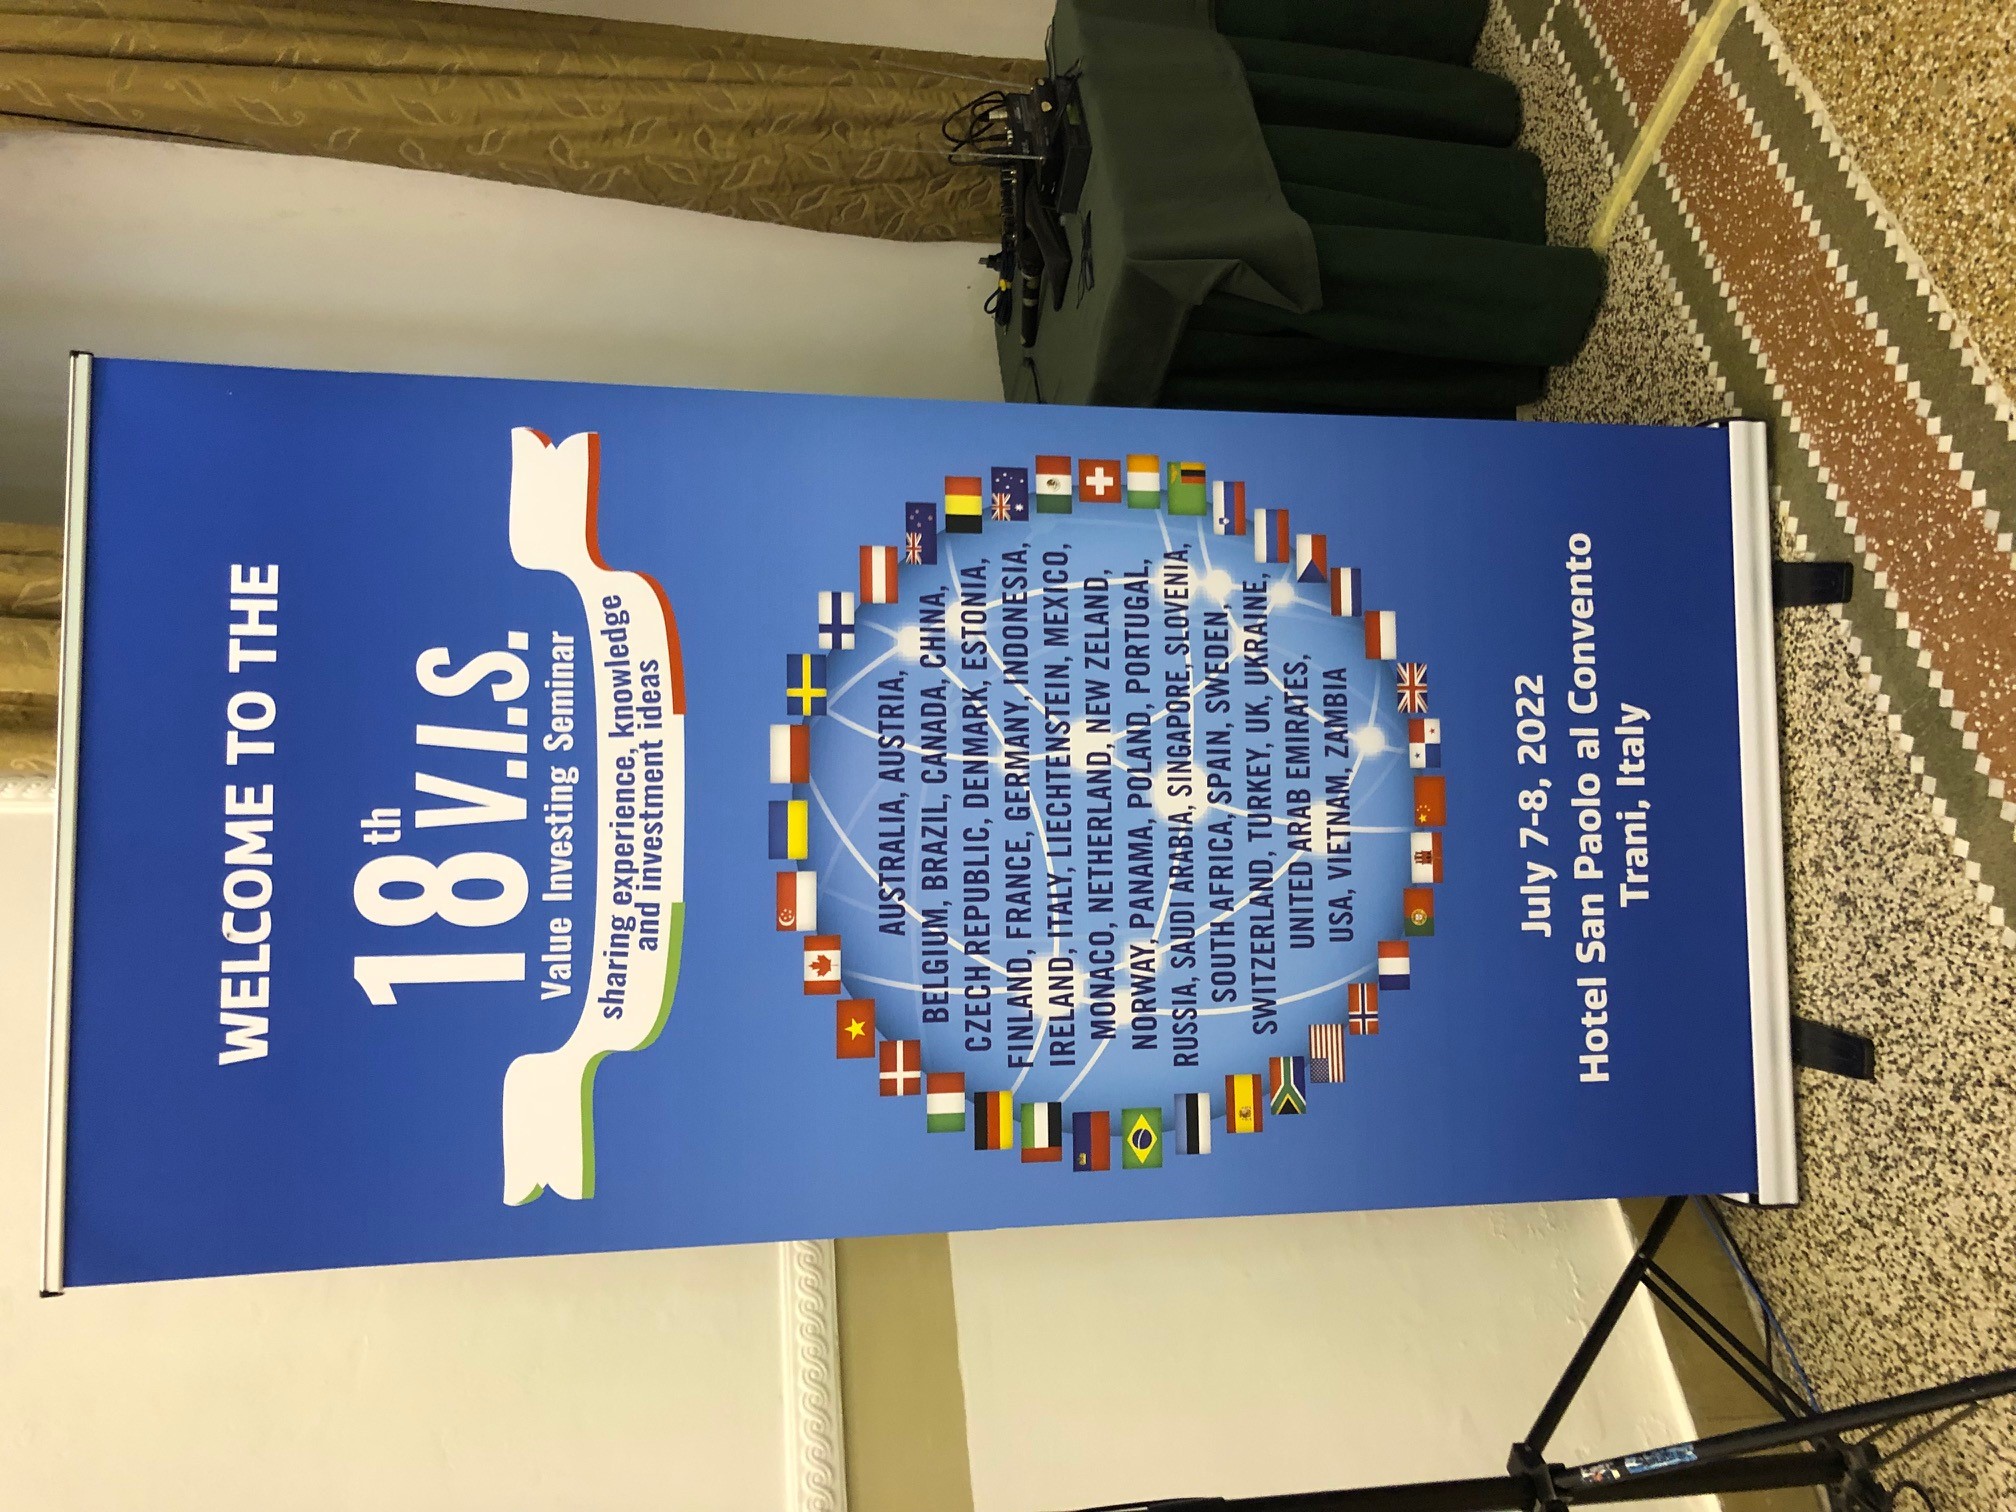 WELCOME TO THE
18th V.I.S.
Value Investing Seminar
sharing experience, knowledge
and investment ideas
AUSTRALIA, AUSTRIA,
BELGIUM, BRAZIL, CANADA, CHINA,
CZECH REPUBLIC, DENMARK, ESTONIA,
FINLAND, FRANCE, GERMANY, INDONESIA,
IRELAND, ITALY, LIECHTENSTEIN, MEXICO,
MONACO, NETHERLAND, NEW ZELAND,
NORWAY, PANAMA, POLAND, PORTUGAL,
RUSSIA, SAUDI ARABIA, SINGAPORE, SLOVENIA,
SOUTH AFRICA, SPAIN, SWEDEN,
SWITZERLAND, TURKEY, UK, UKRAINE,
UNITED ARAB EMIRATES,
USA, VIETNAM, ZAMBIA
July 7-8, 2022
Hotel San Paolo al Convento
Trani, Italy